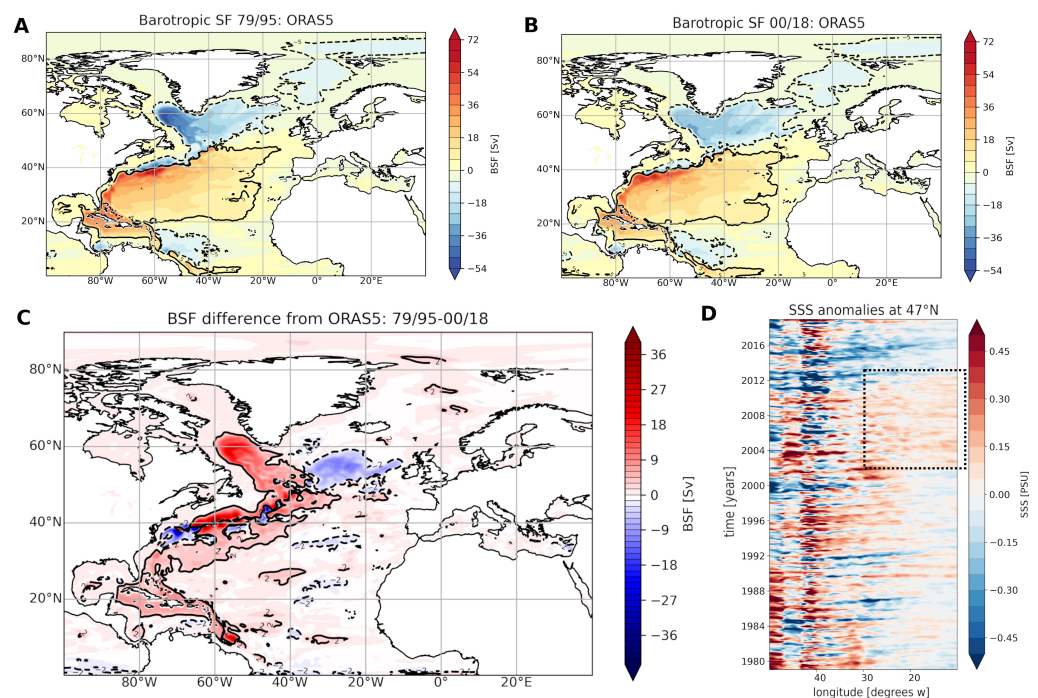 A
Barotropic SF 79/95: ORAS5
80°N
60°N
40°N
20°N
80°W 60°W 40°W 20°W 0° 20°E
72
54
36
18
0
−18
−36
−54
BSF [Sv]
B
Barotropic SF 00/18: ORAS5
80°N
60°N
40°N
20°N
80°W 60°W 40°W 20°W 0° 20°E
72
54
36
18
0
−18
−36
−54
BSF [Sv]
C
BSF difference from ORAS5: 79/95-00/18
80°N
60°N
40°N
20°N
80°W 60°W 40°W 20°W 0° 20°E
36
27
18
9
0
−9
−18
−27
−36
BSF [Sv]
D
SSS anomalies at 47°N
2016
2012
2008
2004
2000
1996
1992
1988
1984
1980
time [years]
40 30 20
longitude [degrees w]
0.45
0.30
0.15
0.00
−0.15
−0.30
−0.45
SSS [PSU]